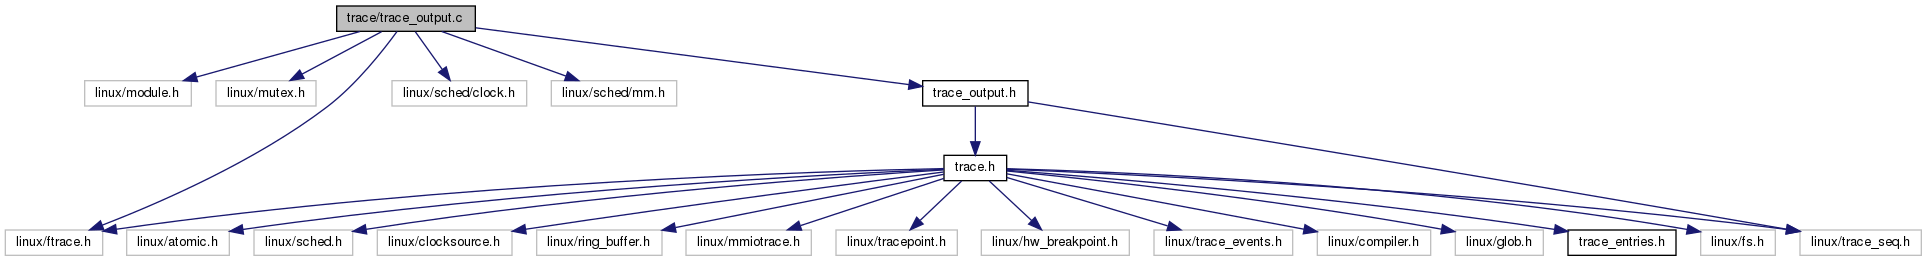 trace/trace_output.c
linux/module.h
linux/mutex.h
linux/sched/clock.h
linux/sched/mm.h
trace_output.h
trace.h
linux/ftrace.h
linux/atomic.h
linux/sched.h
linux/clocksource.h
linux/ring_buffer.h
linux/mmiotrace.h
linux/tracepoint.h
linux/hw_breakpoint.h
linux/trace_events.h
linux/compiler.h
linux/glob.h
trace_entries.h
linux/fs.h
linux/trace_seq.h